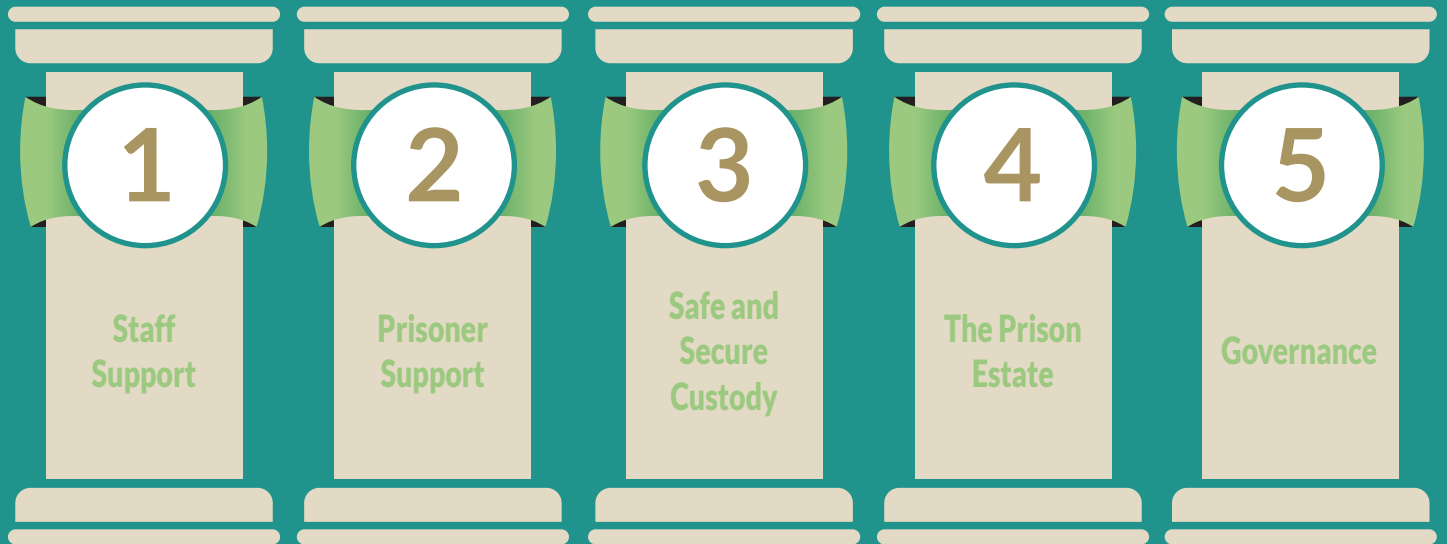 1
Staff
Support
2
Prisoner
Support
3
Safe and
Secure
Custody
4
The Prison
Estate
5
Governance